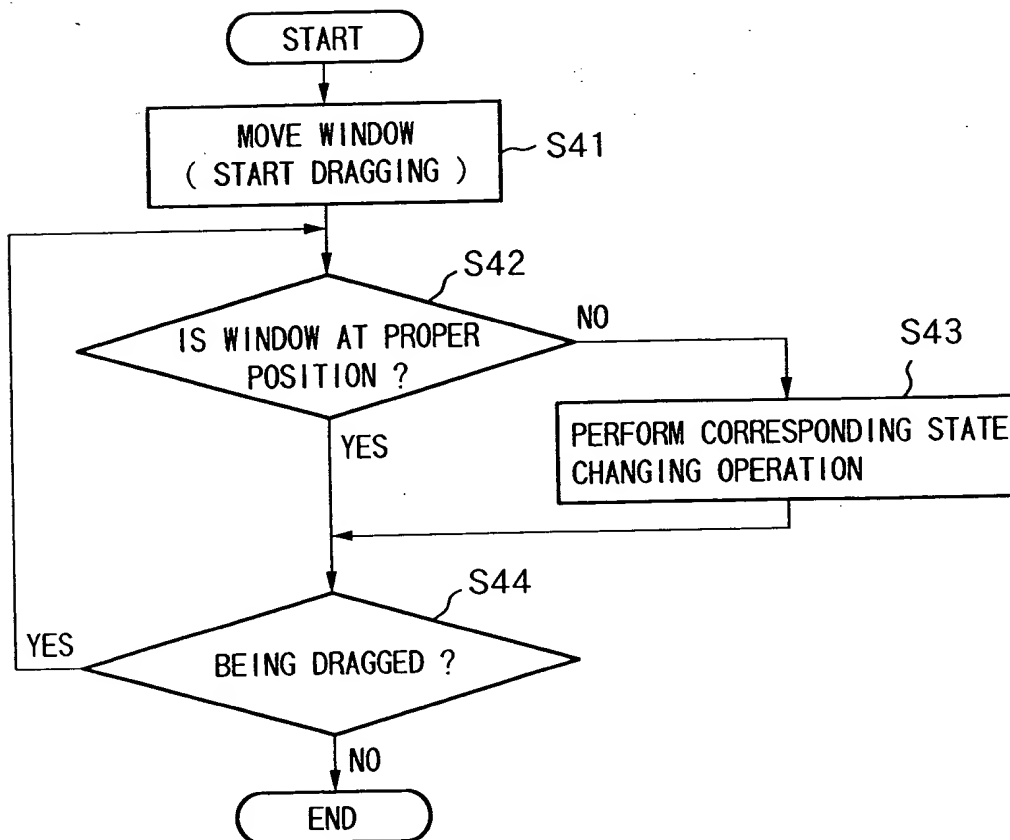 START
MOVE WINDOW
( START DRAGGING )
S41
S42
IS WINDOW AT PROPER
POSITION ?
NO
YES
S43
PERFORM CORRESPONDING STATE
CHANGING OPERATION
S44
BEING DRAGGED ?
YES
NO
END